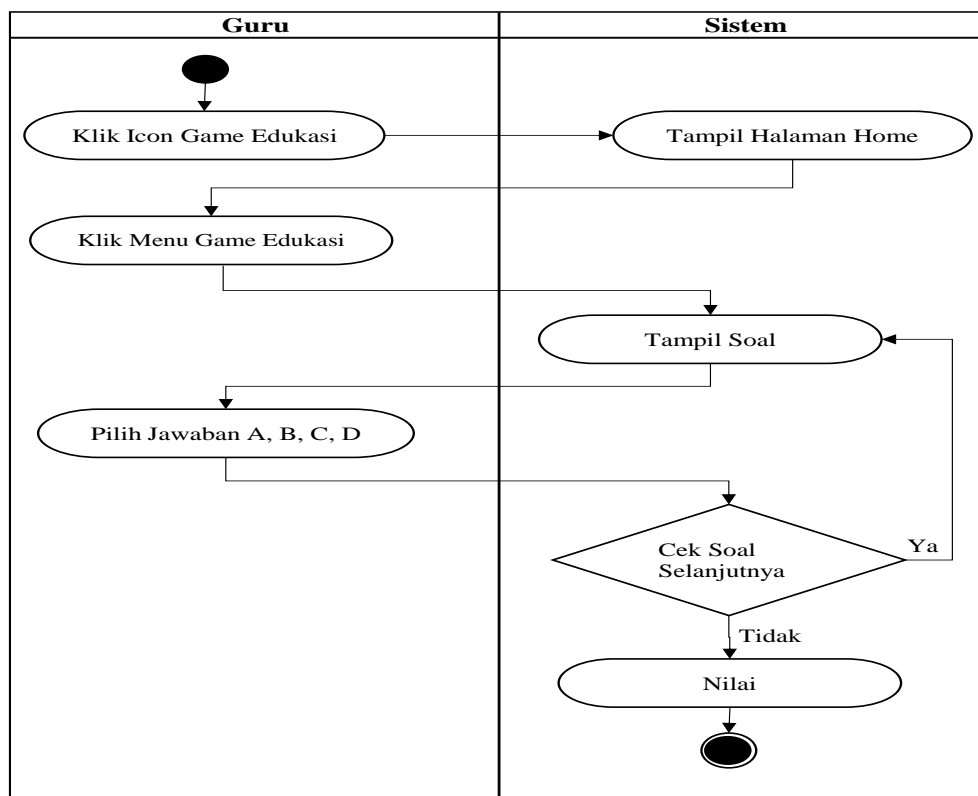 Guru
Sistem
Klik Icon Game Edukasi
Tampil Halaman Home
Klik Menu Game Edukasi
Tampil Soal
Pilih Jawaban A, B, C, D
Cek Soal
Selanjutnya
Ya
Tidak
Nilai